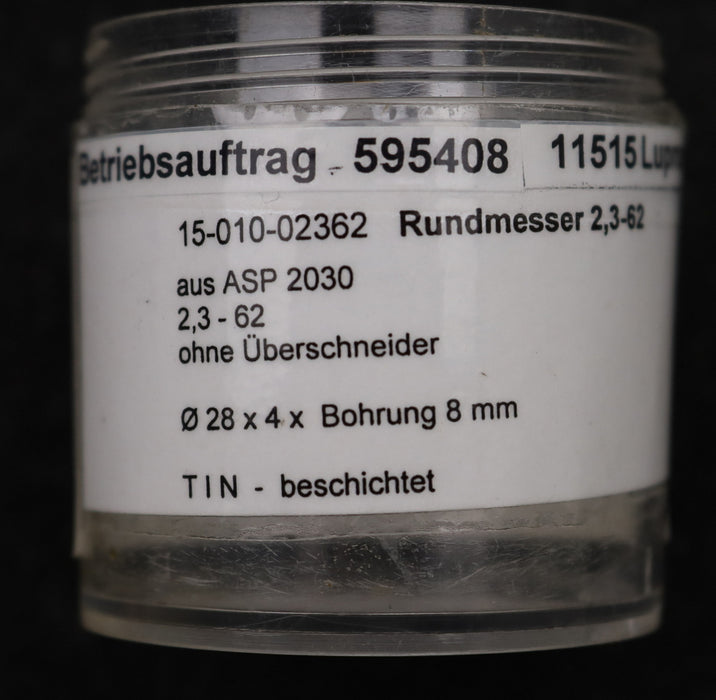 Betriebsauftrag - 595408 11515
15-010-02362 Rundmesser 2,3-62
aus ASP 2030
2,3 - 62
ohne Überschneider
Ø 28 x 4 x Bohrung 8 mm
TIN - beschichtet